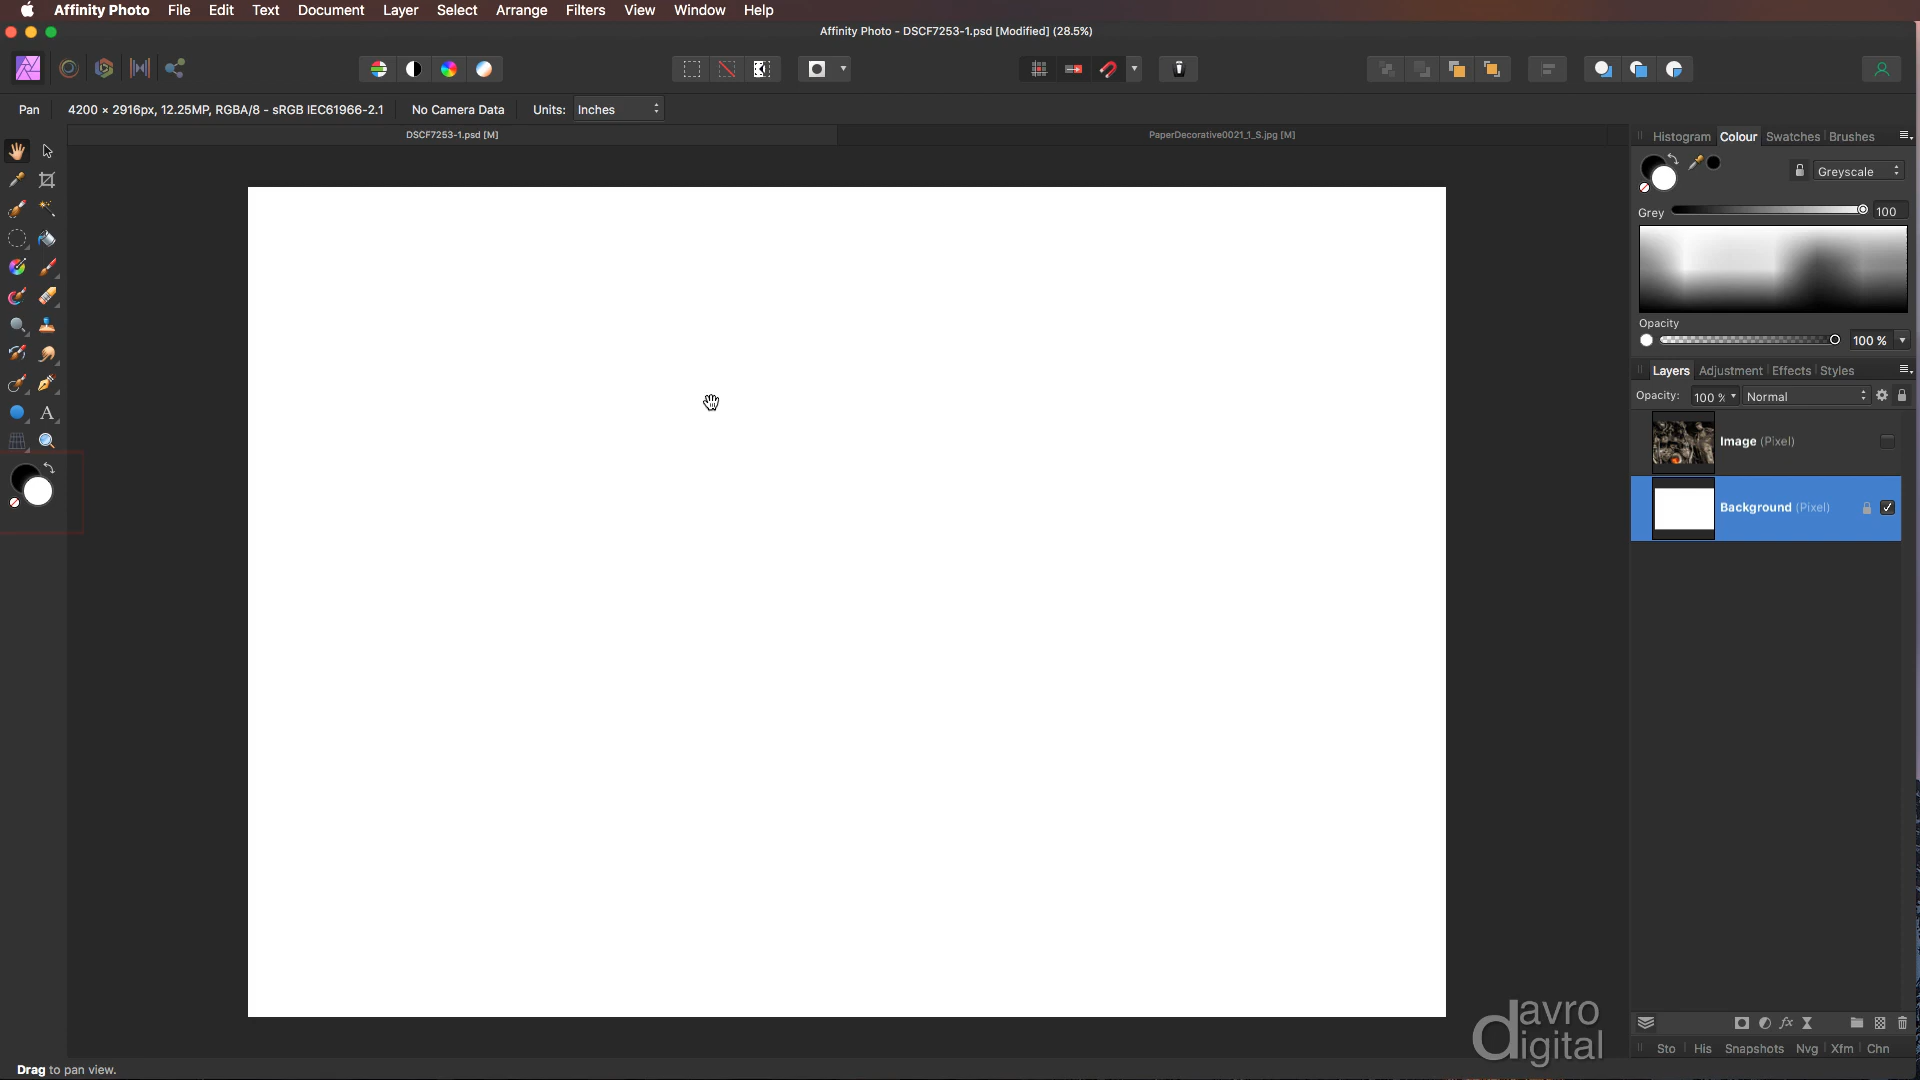 Affinity Photo File Edit Text Document Layer Select Arrange Filters View Window Help
Affinity Photo - DSCF7253-1.psd [Modified] (28.5%)
Pan 4200 × 2916px, 12.25MP, RGBA/8 - sRGB IEC61966-2.1 No Camera Data Units: Inches
DSCF7253-1.psd [M] PaperDecorative0021_1_S.jpg [M]
Histogram Colour Swatches Brushes
Greyscale
Grey 100
Opacity
100 %
Layers Adjustment Effects Styles
Opacity: 100 % Normal
Image (Pixel)
Background (Pixel)
davro
digital
Sto His Snapshots Nvg Xfm Chn
Drag to pan view.